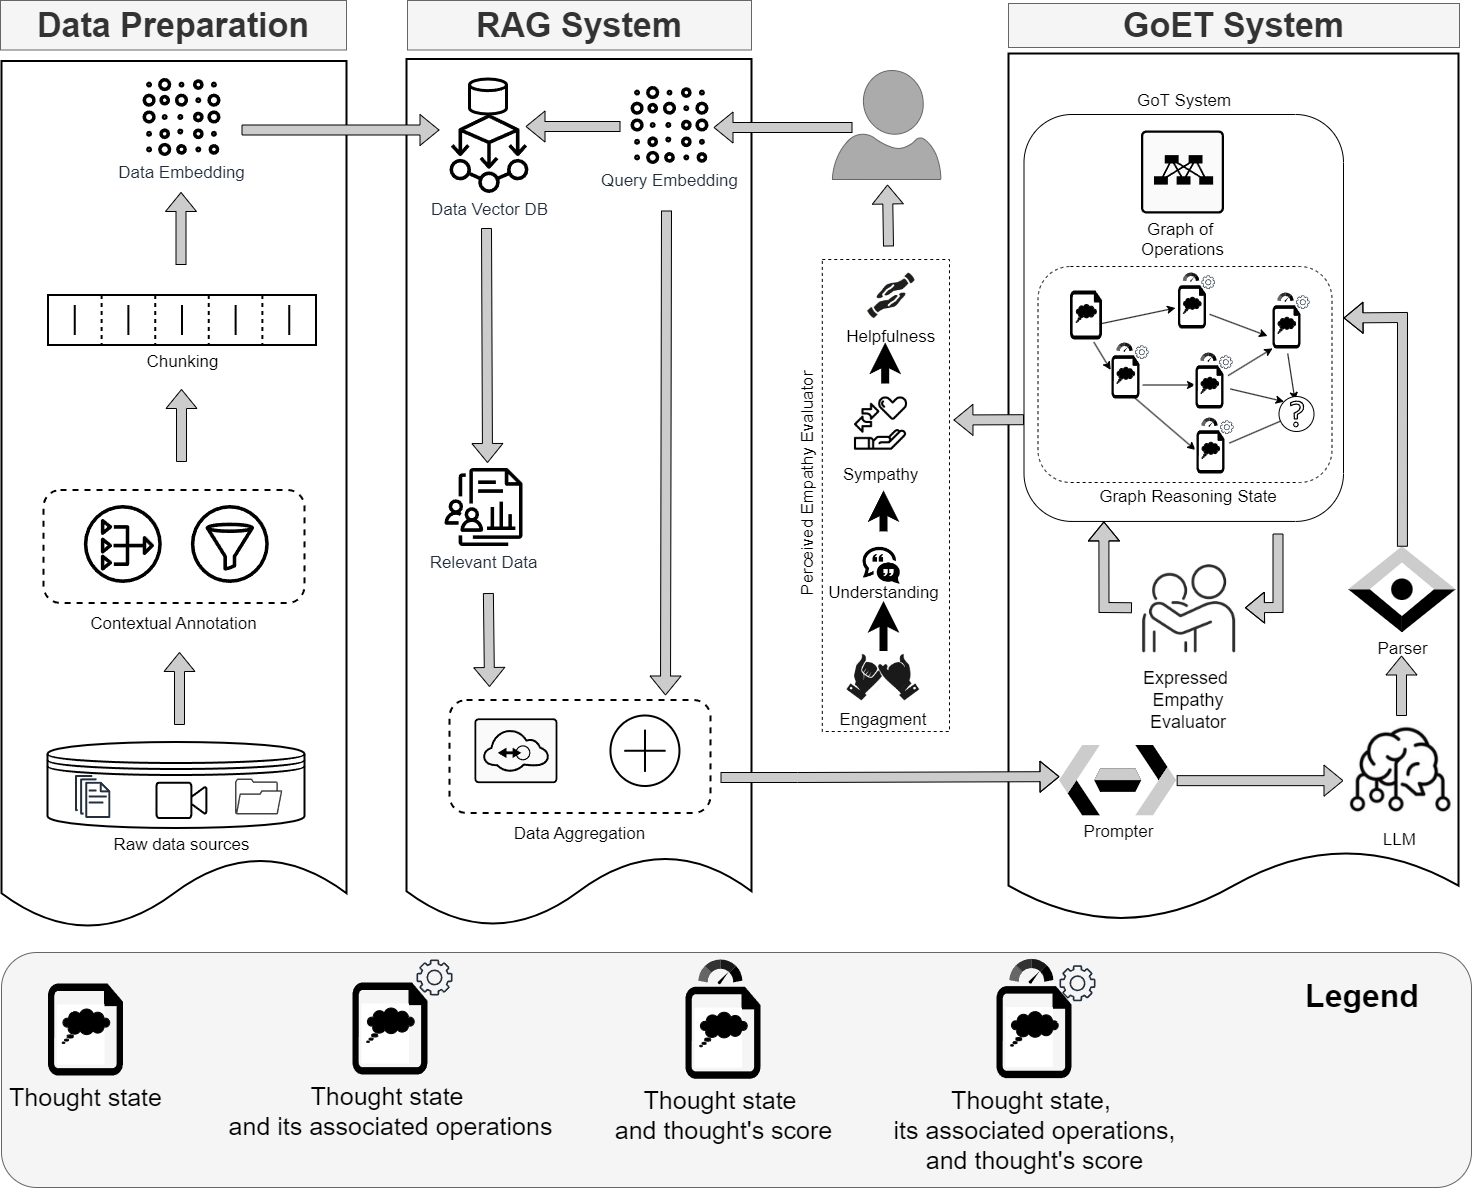 Data Preparation
RAG System
GoET System
Data Embedding
Chunking
Contextual Annotation
Raw data sources
Data Vector DB
Query Embedding
Relevant Data
Data Aggregation
Perceived Empathy Evaluator
Helpfulness
Sympathy
Understanding
Engagment
GoT System
Graph of
Operations
?
Graph Reasoning State
Expressed
Empathy
Evaluator
Parser
Prompter
LLM
Legend
Thought state
Thought state
and its associated operations
Thought state
and thought's score
Thought state,
its associated operations,
and thought's score